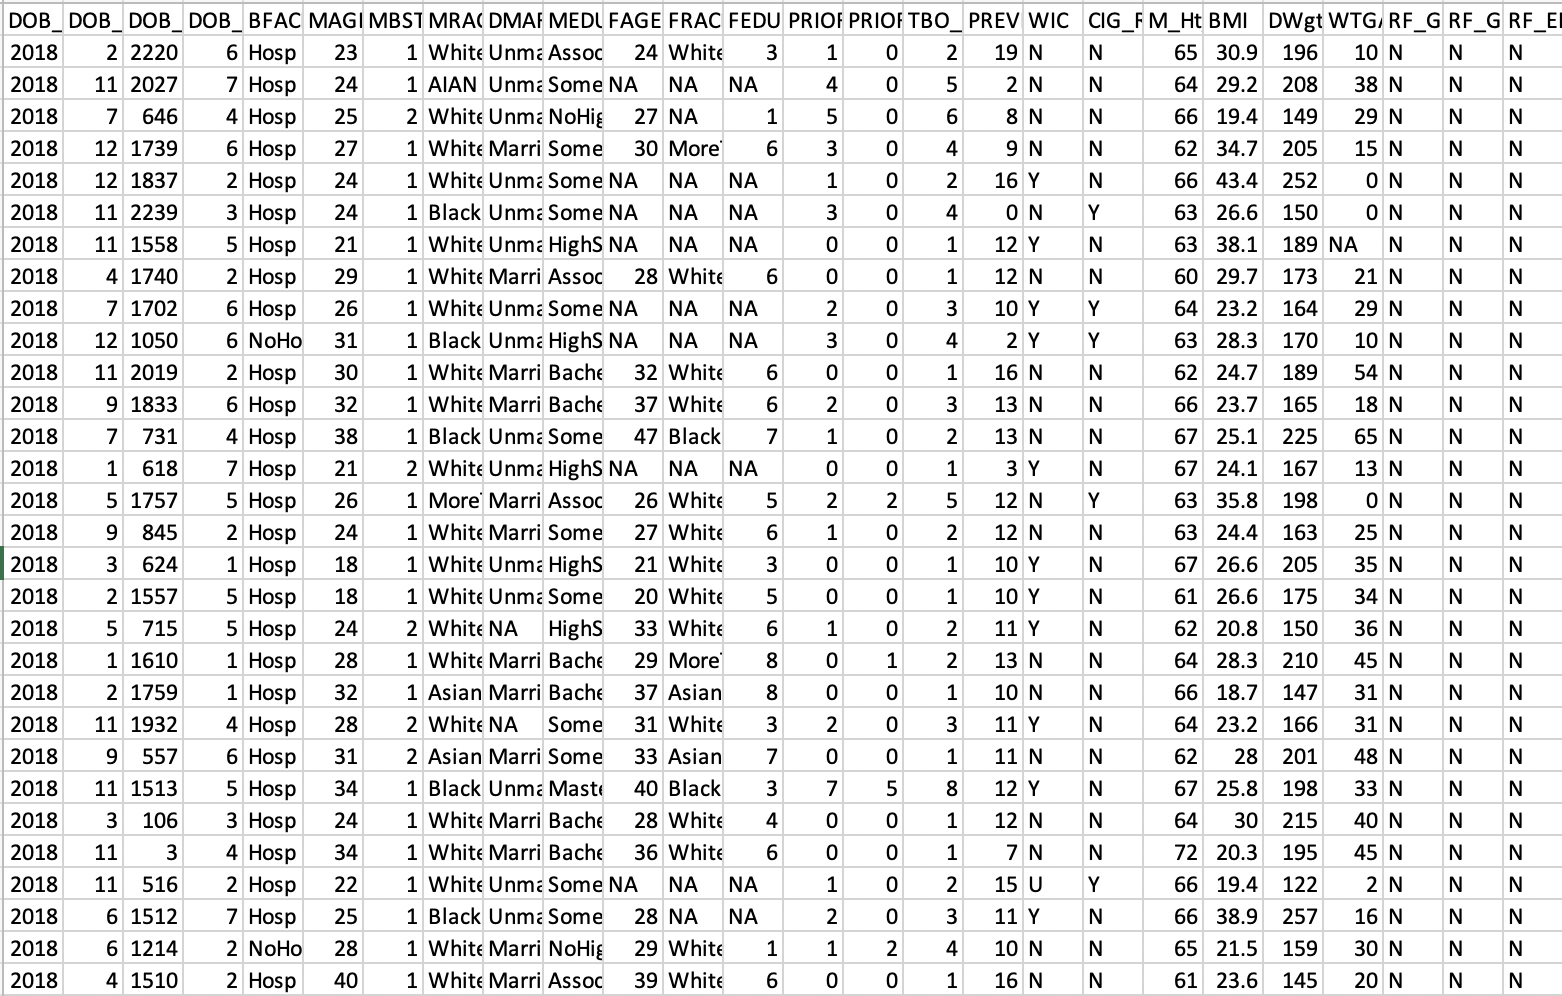 DOB_ DOB_ DOB_ DOB_ BFAC MAGI MBST MRAC DMAR MEDU FAGE FRAC FEDU PRIOR PRIOR TBO_ PREV WIC CIG_R M_Ht BMI DWgt WTGA RF_G RF_G RF_EI
2018 2 2220 6 Hosp 23 1 White Unma Assoc 24 White 3 1 0 2 19 N N 65 30.9 196 10 N N N
2018 11 2027 7 Hosp 24 1 AIAN Unma Some NA NA NA 4 0 5 2 N N 64 29.2 208 38 N N N
2018 7 646 4 Hosp 25 2 White Unma NoHig 27 NA 1 5 0 6 8 N N 66 19.4 149 29 N N N
2018 12 1739 6 Hosp 27 1 White Marri Some 30 MoreT 6 3 0 4 9 N N 62 34.7 205 15 N N N
2018 12 1837 2 Hosp 24 1 White Unma Some NA NA NA 1 0 2 16 Y N 66 43.4 252 0 N N N
2018 11 2239 3 Hosp 24 1 Black Unma Some NA NA NA 3 0 4 0 N Y 63 26.6 150 0 N N N
2018 11 1558 5 Hosp 21 1 White Unma HighS NA NA NA 0 0 1 12 Y N 63 38.1 189 NA N N N
2018 4 1740 2 Hosp 29 1 White Marri Assoc 28 White 6 0 0 1 12 N N 60 29.7 173 21 N N N
2018 7 1702 6 Hosp 26 1 White Unma Some NA NA NA 2 0 3 10 Y Y 64 23.2 164 29 N N N
2018 12 1050 6 NoHo 31 1 Black Unma HighS NA NA NA 3 0 4 2 Y Y 63 28.3 170 10 N N N
2018 11 2019 2 Hosp 30 1 White Marri Bache 32 White 6 0 0 1 16 N N 62 24.7 189 54 N N N
2018 9 1833 6 Hosp 32 1 White Marri Bache 37 White 6 2 0 3 13 N N 66 23.7 165 18 N N N
2018 7 731 4 Hosp 38 1 Black Unma Some 47 Black 7 1 0 2 13 N N 67 25.1 225 65 N N N
2018 1 618 7 Hosp 21 2 White Unma HighS NA NA NA 0 0 1 3 Y N 67 24.1 167 13 N N N
2018 5 1757 5 Hosp 26 1 MoreT Marri Assoc 26 White 5 2 2 5 12 N Y 63 35.8 198 0 N N N
2018 9 845 2 Hosp 24 1 White Marri Some 27 White 6 1 0 2 12 N N 63 24.4 163 25 N N N
2018 3 624 1 Hosp 18 1 White Unma HighS 21 White 3 0 0 1 10 Y N 67 26.6 205 35 N N N
2018 2 1557 5 Hosp 18 1 White Unma Some 20 White 5 0 0 1 10 Y N 61 26.6 175 34 N N N
2018 5 715 5 Hosp 24 2 White NA HighS 33 White 6 1 0 2 11 Y N 62 20.8 150 36 N N N
2018 1 1610 1 Hosp 28 1 White Marri Bache 29 MoreT 8 0 1 2 13 N N 64 28.3 210 45 N N N
2018 2 1759 1 Hosp 32 1 Asian Marri Bache 37 Asian 8 0 0 1 10 N N 66 18.7 147 31 N N N
2018 11 1932 4 Hosp 28 2 White NA Some 31 White 3 2 0 3 11 Y N 64 23.2 166 31 N N N
2018 9 557 6 Hosp 31 2 Asian Marri Some 33 Asian 7 0 0 1 11 N N 62 28 201 48 N N N
2018 11 1513 5 Hosp 34 1 Black Unma Maste 40 Black 3 7 5 8 12 Y N 67 25.8 198 33 N N N
2018 3 106 3 Hosp 24 1 White Marri Bache 28 White 4 0 0 1 12 N N 64 30 215 40 N N N
2018 11 3 4 Hosp 34 1 White Marri Bache 36 White 6 0 0 1 7 N N 72 20.3 195 45 N N N
2018 11 516 2 Hosp 22 1 White Unma Some NA NA NA 1 0 2 15 U Y 66 19.4 122 2 N N N
2018 6 1512 7 Hosp 25 1 Black Unma Some 28 NA NA 2 0 3 11 Y N 66 38.9 257 16 N N N
2018 6 1214 2 NoHo 28 1 White Marri NoHig 29 White 1 1 2 4 10 N N 65 21.5 159 30 N N N
2018 4 1510 2 Hosp 40 1 White Marri Assoc 39 White 6 0 0 1 16 N N 61 23.6 145 20 N N N